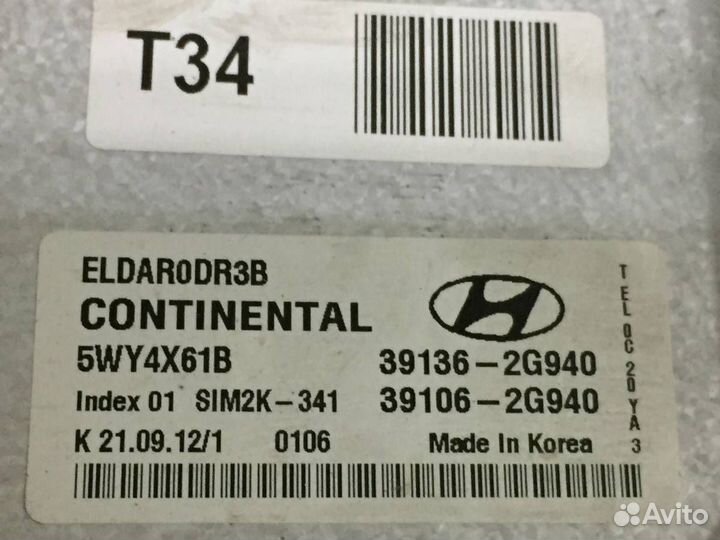 T34
ELDAR0DR3B
CONTINENTAL
5WY4X61B
39136-2G940
Index 01 SIM2K-341
39106-2G940
K 21.09.12/1 0106 Made In Korea
TEL QC 20 YA 3
Avito